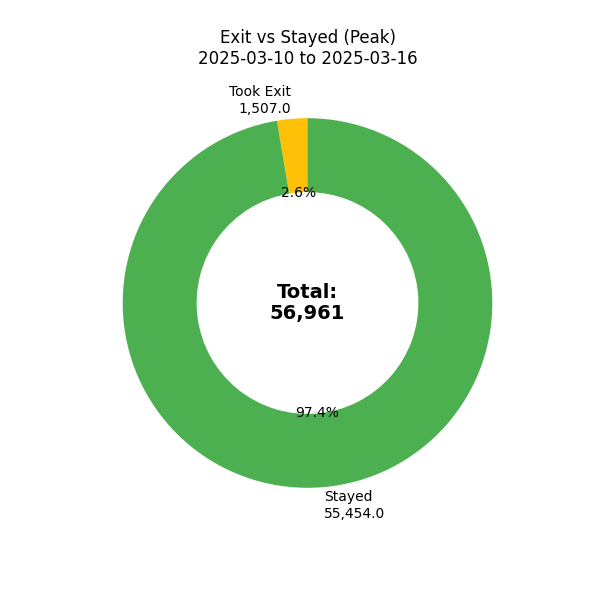 Exit vs Stayed (Peak)
2025-03-10 to 2025-03-16
Took Exit
1,507.0
2.6%
Total:
56,961
97.4%
Stayed
55,454.0